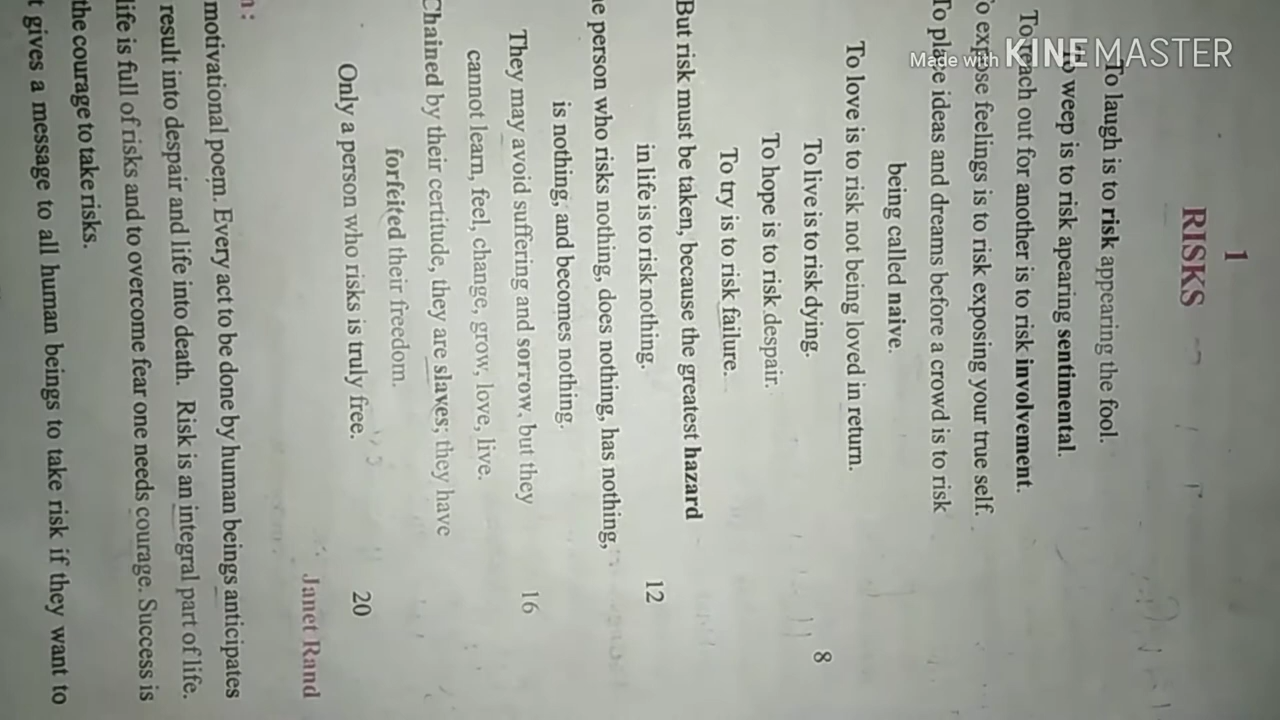 1
RISKS
To laugh is to risk appearing the fool.
To weep is to risk apearing sentimental.
To reach out for another is to risk involvement.
To expose feelings is to risk exposing your true self.
To place ideas and dreams before a crowd is to risk
being called naive.
To love is to risk not being loved in return.
To live is to risk dying. 8
To hope is to risk despair.
To try is to risk failure.
But risk must be taken, because the greatest hazard
in life is to risk nothing. 12
e person who risks nothing, does nothing, has nothing,
is nothing, and becomes nothing.
They may avoid suffering and sorrow, but they 16
cannot learn, feel, change, grow, love, live.
Chained by their certitude, they are slaves; they have
forfeited their freedom.
Only a person who risks is truly free. 20
Janet Rand
n :
motivational poem. Every act to be done by human beings anticipates
result into despair and life into death. Risk is an integral part of life.
life is full of risks and to overcome fear one needs courage. Success is
the courage to take risks.
t gives a message to all human beings to take risk if they want to
Made with KINEMASTER